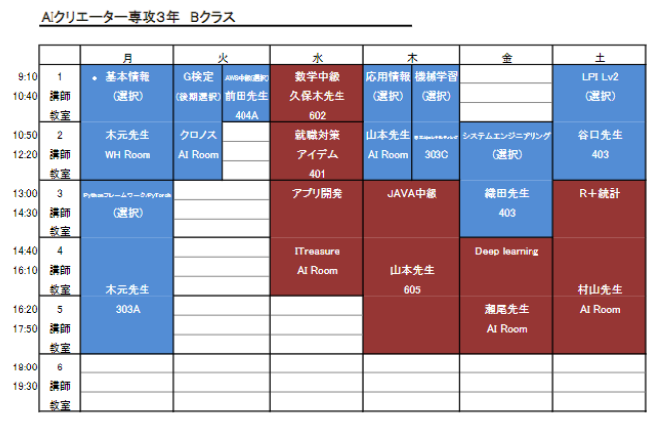 AIクリエーター専攻3年 Bクラス
月 火 水 木 金 土
9:10 1 ・ 基本情報 G検定 AWS中級(選択) 数学中級 応用情報 機械学習 LPI Lv2
10:40 講師 (選択) (後期選択) 前田先生 久保木先生 (選択) (選択) (選択)
教室 404A 602
10:50 2 木元先生 クロノス 就職対策 山本先生 システムエンジニアリング 谷口先生
12:20 講師 WH Room AI Room アイデム AI Room 303C (選択) 403
教室 401
13:00 3 Pythonフレームワーク/PyTorch アプリ開発 JAVA中級 織田先生 R+統計
14:30 講師 (選択) 403
教室
14:40 4 ITreasure Deep learning
16:10 講師 AI Room 山本先生
教室 木元先生 605 村山先生
16:20 5 303A 瀬尾先生 AI Room
17:50 講師 AI Room
教室
18:00 6
19:30 講師
教室